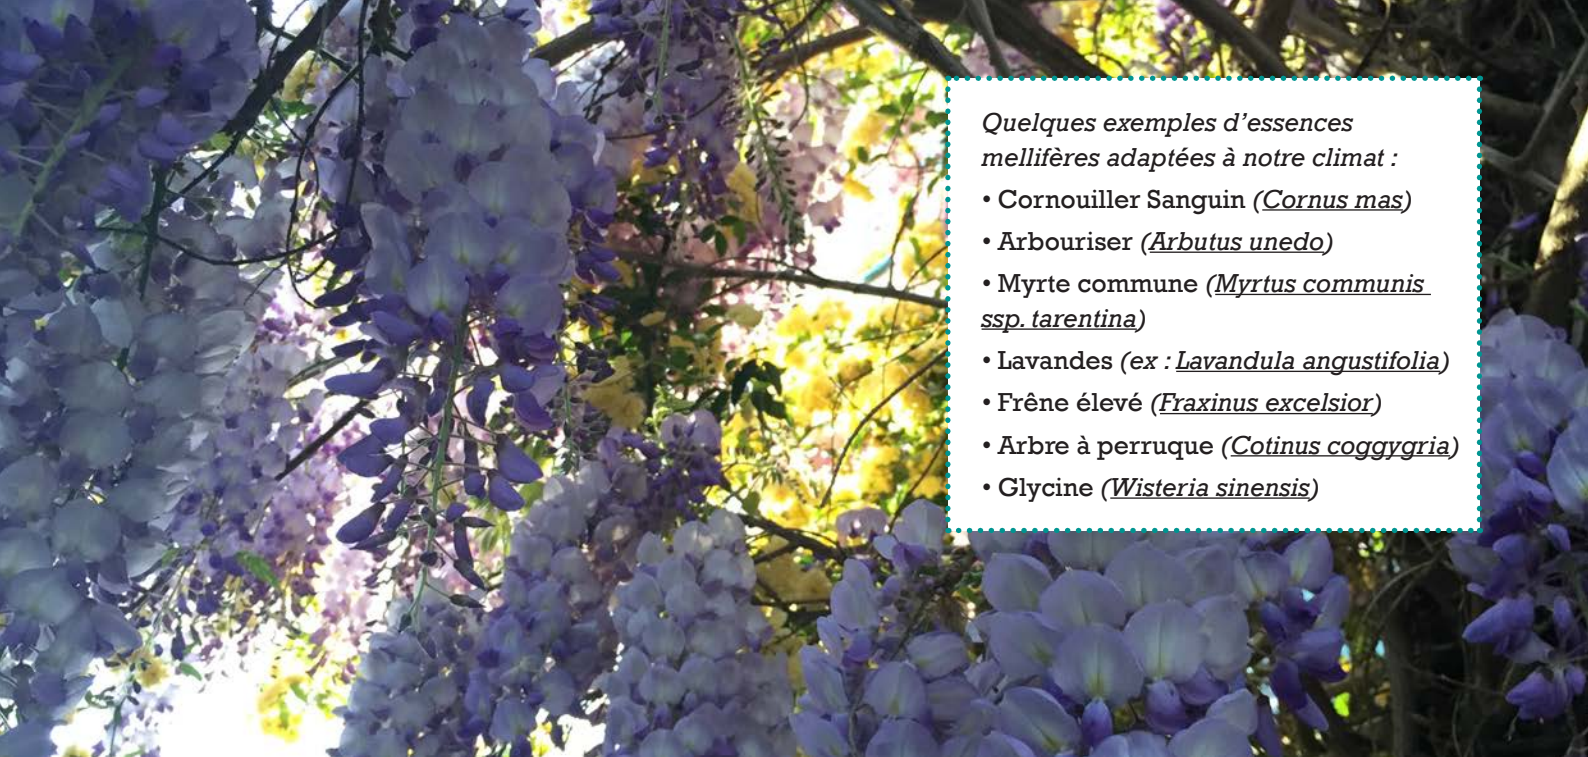 Quelques exemples d’essences
mellifères adaptées à notre climat :
• Cornouiller Sanguin (Cornus mas)
• Arbouriser (Arbutus unedo)
• Myrte commune (Myrtus communis
ssp. tarentina)
• Lavandes (ex : Lavandula angustifolia)
• Frêne élevé (Fraxinus excelsior)
• Arbre à perruque (Cotinus coggygria)
• Glycine (Wisteria sinensis)